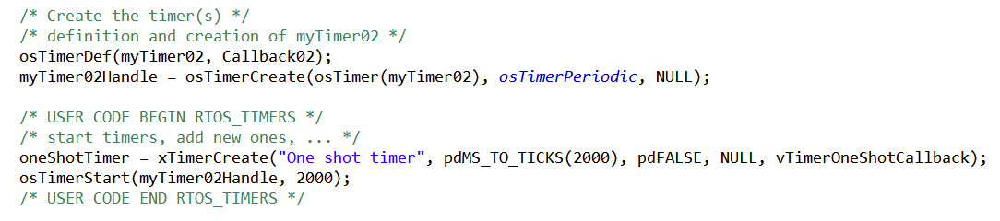 /* Create the timer(s) */
/* definition and creation of myTimer02 */
osTimerDef(myTimer02, Callback02);
myTimer02Handle = osTimerCreate(osTimer(myTimer02), osTimerPeriodic, NULL);
/* USER CODE BEGIN RTOS_TIMERS */
/* start timers, add new ones, ... */
oneShotTimer = xTimerCreate("One shot timer", pdMS_TO_TICKS(2000), pdFALSE, NULL, vTimerOneShotCallback);
osTimerStart(myTimer02Handle, 2000);
/* USER CODE END RTOS_TIMERS */